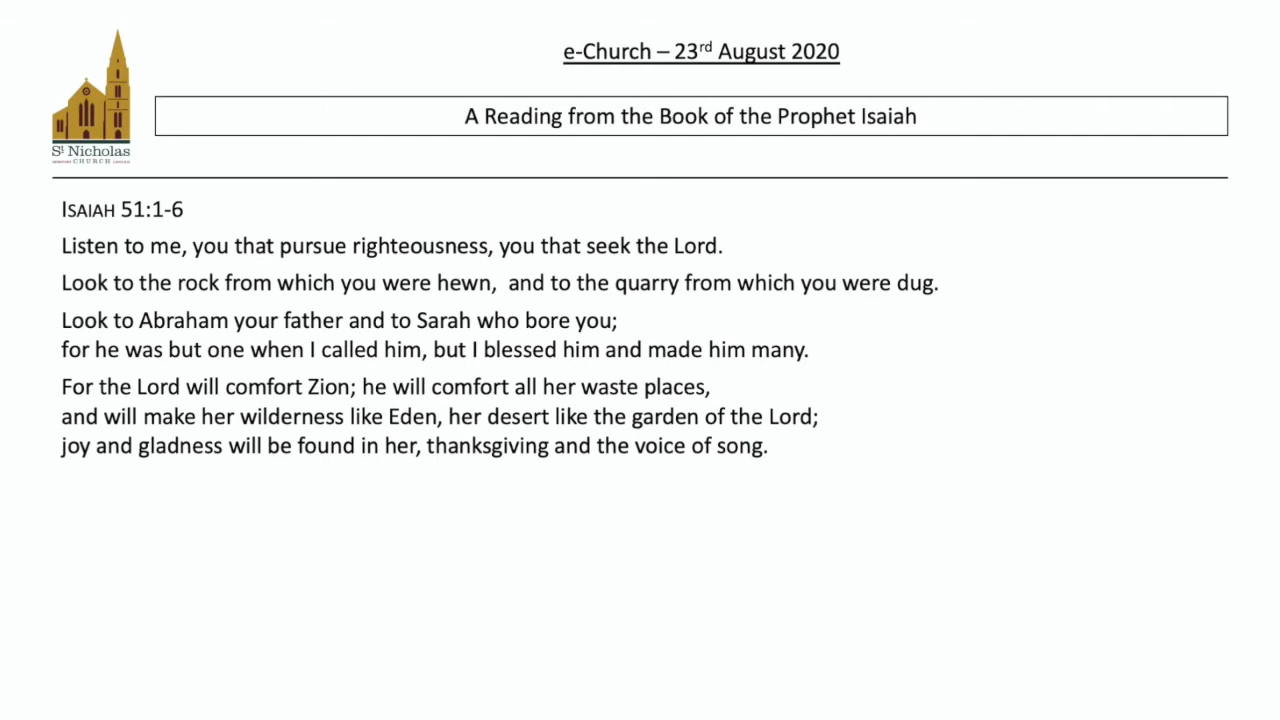 e-Church – 23rd August 2020
A Reading from the Book of the Prophet Isaiah
St Nicholas
CHURCH
ISAIAH 51:1-6
Listen to me, you that pursue righteousness, you that seek the Lord.
Look to the rock from which you were hewn,  and to the quarry from which you were dug.
Look to Abraham your father and to Sarah who bore you;
for he was but one when I called him, but I blessed him and made him many.
For the Lord will comfort Zion; he will comfort all her waste places,
and will make her wilderness like Eden, her desert like the garden of the Lord;
joy and gladness will be found in her, thanksgiving and the voice of song.